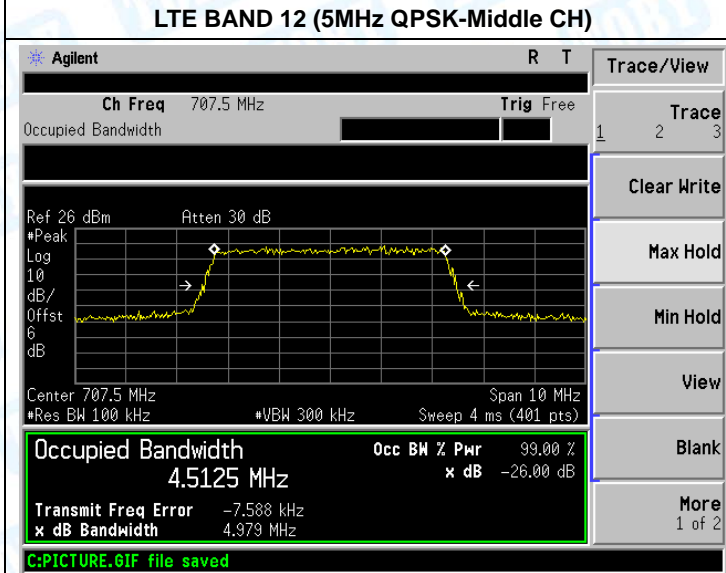 LTE BAND 12 (5MHz QPSK-Middle CH)
Agilent R T
Trace/View
Ch Freq 707.5 MHz Trig Free
Occupied Bandwidth
Trace
1 2 3
Clear Write
Max Hold
Min Hold
View
Blank
More
1 of 2
Ref 26 dBm Atten 30 dB
#Peak
Log
10
dB/
Offst
6
dB
Center 707.5 MHz Span 10 MHz
#Res BW 100 kHz #VBW 300 kHz Sweep 4 ms (401 pts)
Occupied Bandwidth Occ BW % Pwr 99.00 %
4.5125 MHz x dB -26.00 dB
Transmit Freq Error -7.588 kHz
x dB Bandwidth 4.979 MHz
C:PICTURE.GIF file saved